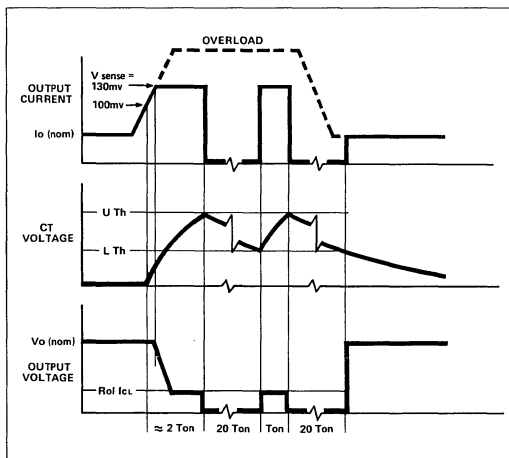 OVERLOAD
V sense =
130mv
100mv
OUTPUT
CURRENT
Io (nom)
U Th
CT
VOLTAGE
L Th
Vo (nom)
OUTPUT
VOLTAGE
Rol ICL
≈ 2 Ton
20 Ton
Ton
20 Ton